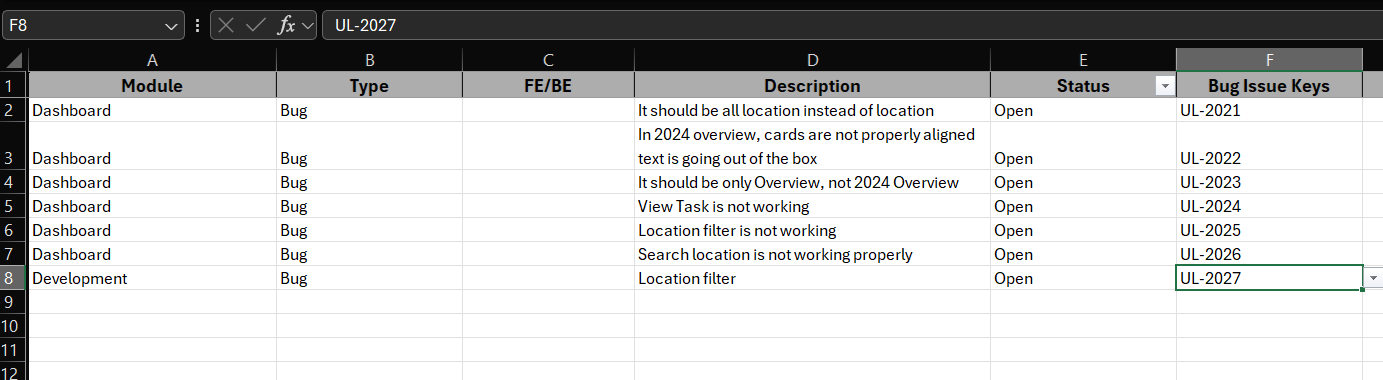 F8 fx UL-2027
A B C D E F
1 Module Type FE/BE Description Status Bug Issue Keys
2 Dashboard Bug It should be all location instead of location Open UL-2021
In 2024 overview, cards are not properly aligned
3 Dashboard Bug text is going out of the box Open UL-2022
4 Dashboard Bug It should be only Overview, not 2024 Overview Open UL-2023
5 Dashboard Bug View Task is not working Open UL-2024
6 Dashboard Bug Location filter is not working Open UL-2025
7 Dashboard Bug Search location is not working properly Open UL-2026
8 Development Bug Location filter Open UL-2027
9
10
11
12